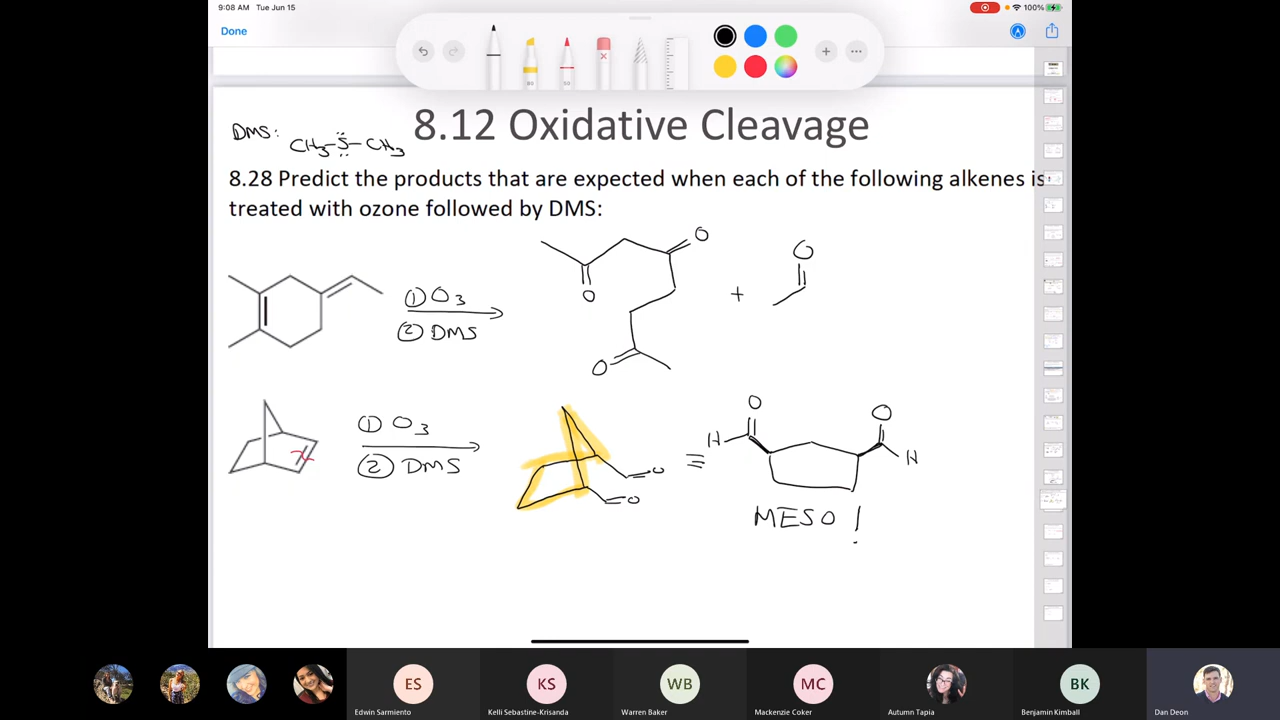 9:08 AM Tue Jun 15
100%
Done
8.12 Oxidative Cleavage
DMS: CH3-S-CH3
8.28 Predict the products that are expected when each of the following alkenes is
treated with ozone followed by DMS:
① O3
② DMS
O
O
O
+
O
① O3
② DMS
O
O
≡
H
O
O
H
MESO!
ES
KS
WB
MC
BK
Edwin Sarmiento
Kelli Sebastine-Krisanda
Warren Baker
Mackenzie Coker
Autumn Tapia
Benjamin Kimball
Dan Deon